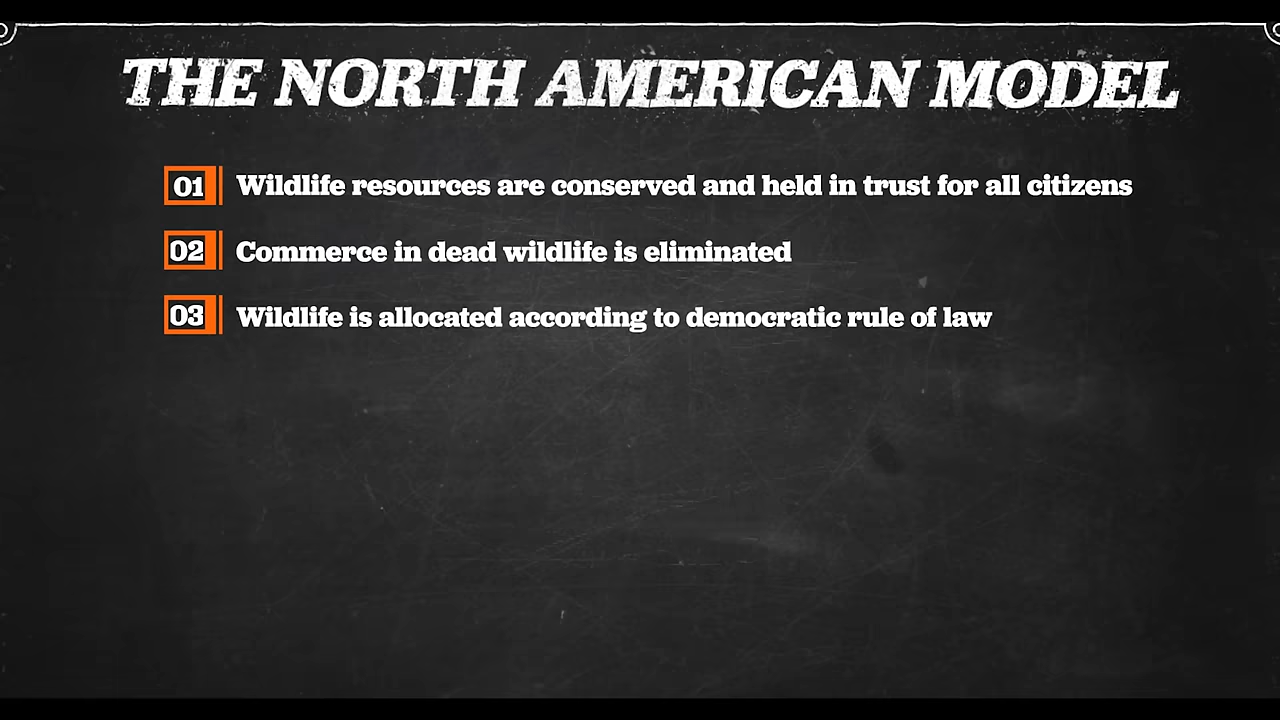 THE NORTH AMERICAN MODEL
01 Wildlife resources are conserved and held in trust for all citizens
02 Commerce in dead wildlife is eliminated
03 Wildlife is allocated according to democratic rule of law